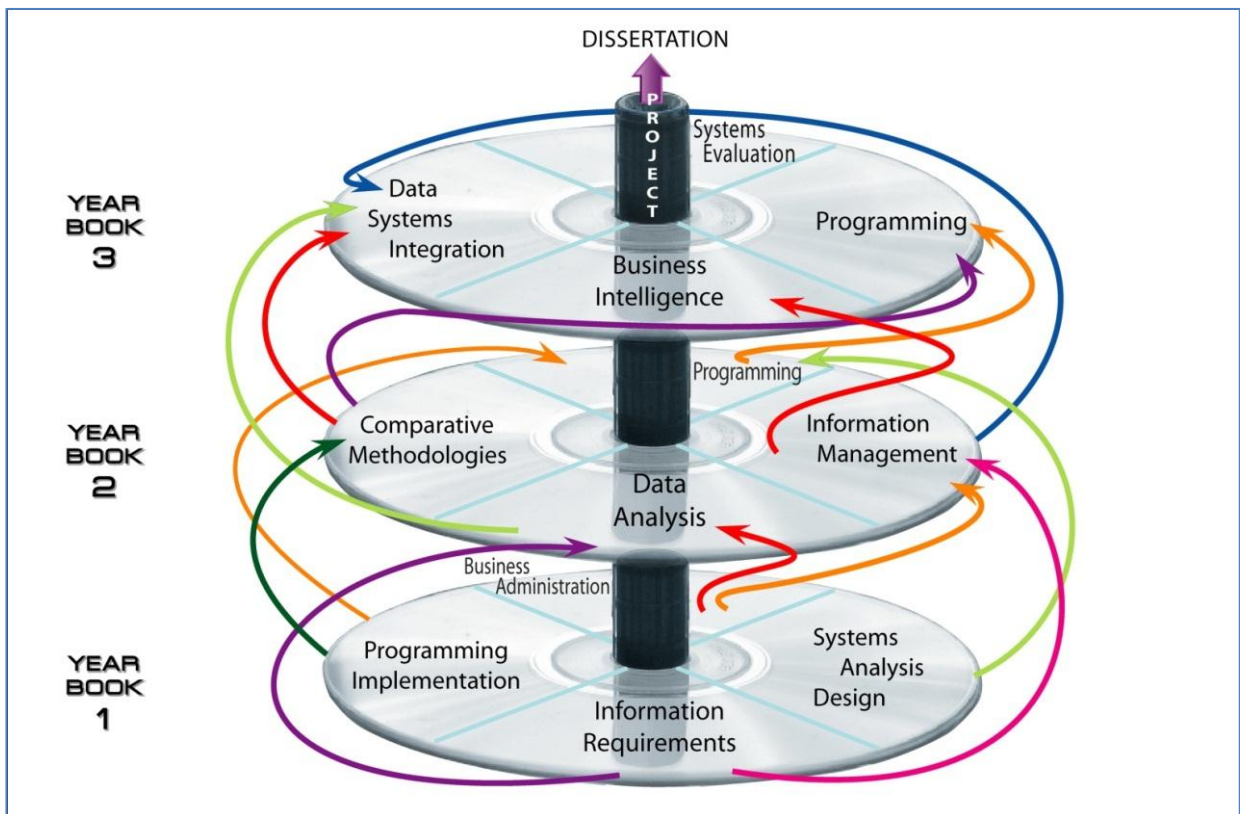 DISSERTATION
PROJECT
Systems
Evaluation
YEAR
BOOK
3
Data
Systems
Integration
Programming
Business
Intelligence
YEAR
BOOK
2
Programming
Comparative
Methodologies
Information
Management
Data
Analysis
YEAR
BOOK
1
Business
Administration
Programming
Implementation
Systems
Analysis
Design
Information
Requirements